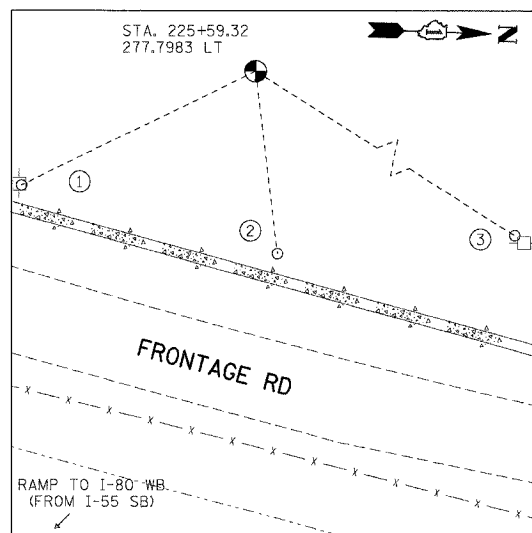 STA. 225+59.32
277.7983 LT
N
1
2
3
FRONTAGE RD
x x x x x x x x x x x x x
RAMP TO I-80 WB
(FROM I-55 SB)